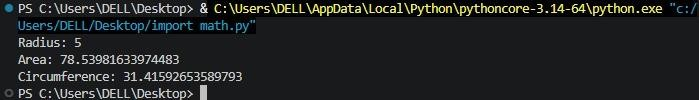 PS C:\Users\DELL\Desktop> & C:\Users\DELL\AppData\Local\Python\pythoncore-3.14-64\python.exe "c:/
Users/DELL/Desktop/import math.py"
Radius: 5
Area: 78.53981633974483
Circumference: 31.41592653589793
PS C:\Users\DELL\Desktop>